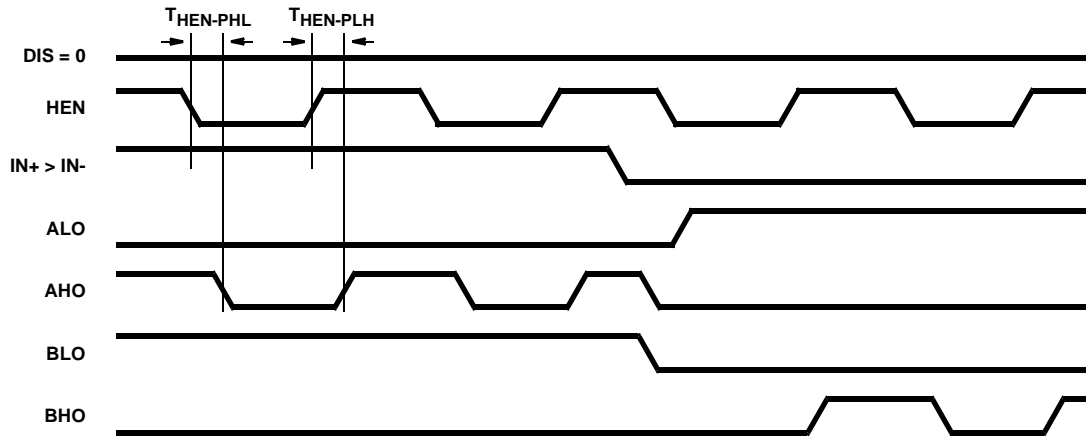 THEN-PHL THEN-PLH
DIS = 0
HEN
IN+ > IN-
ALO
AHO
BLO
BHO